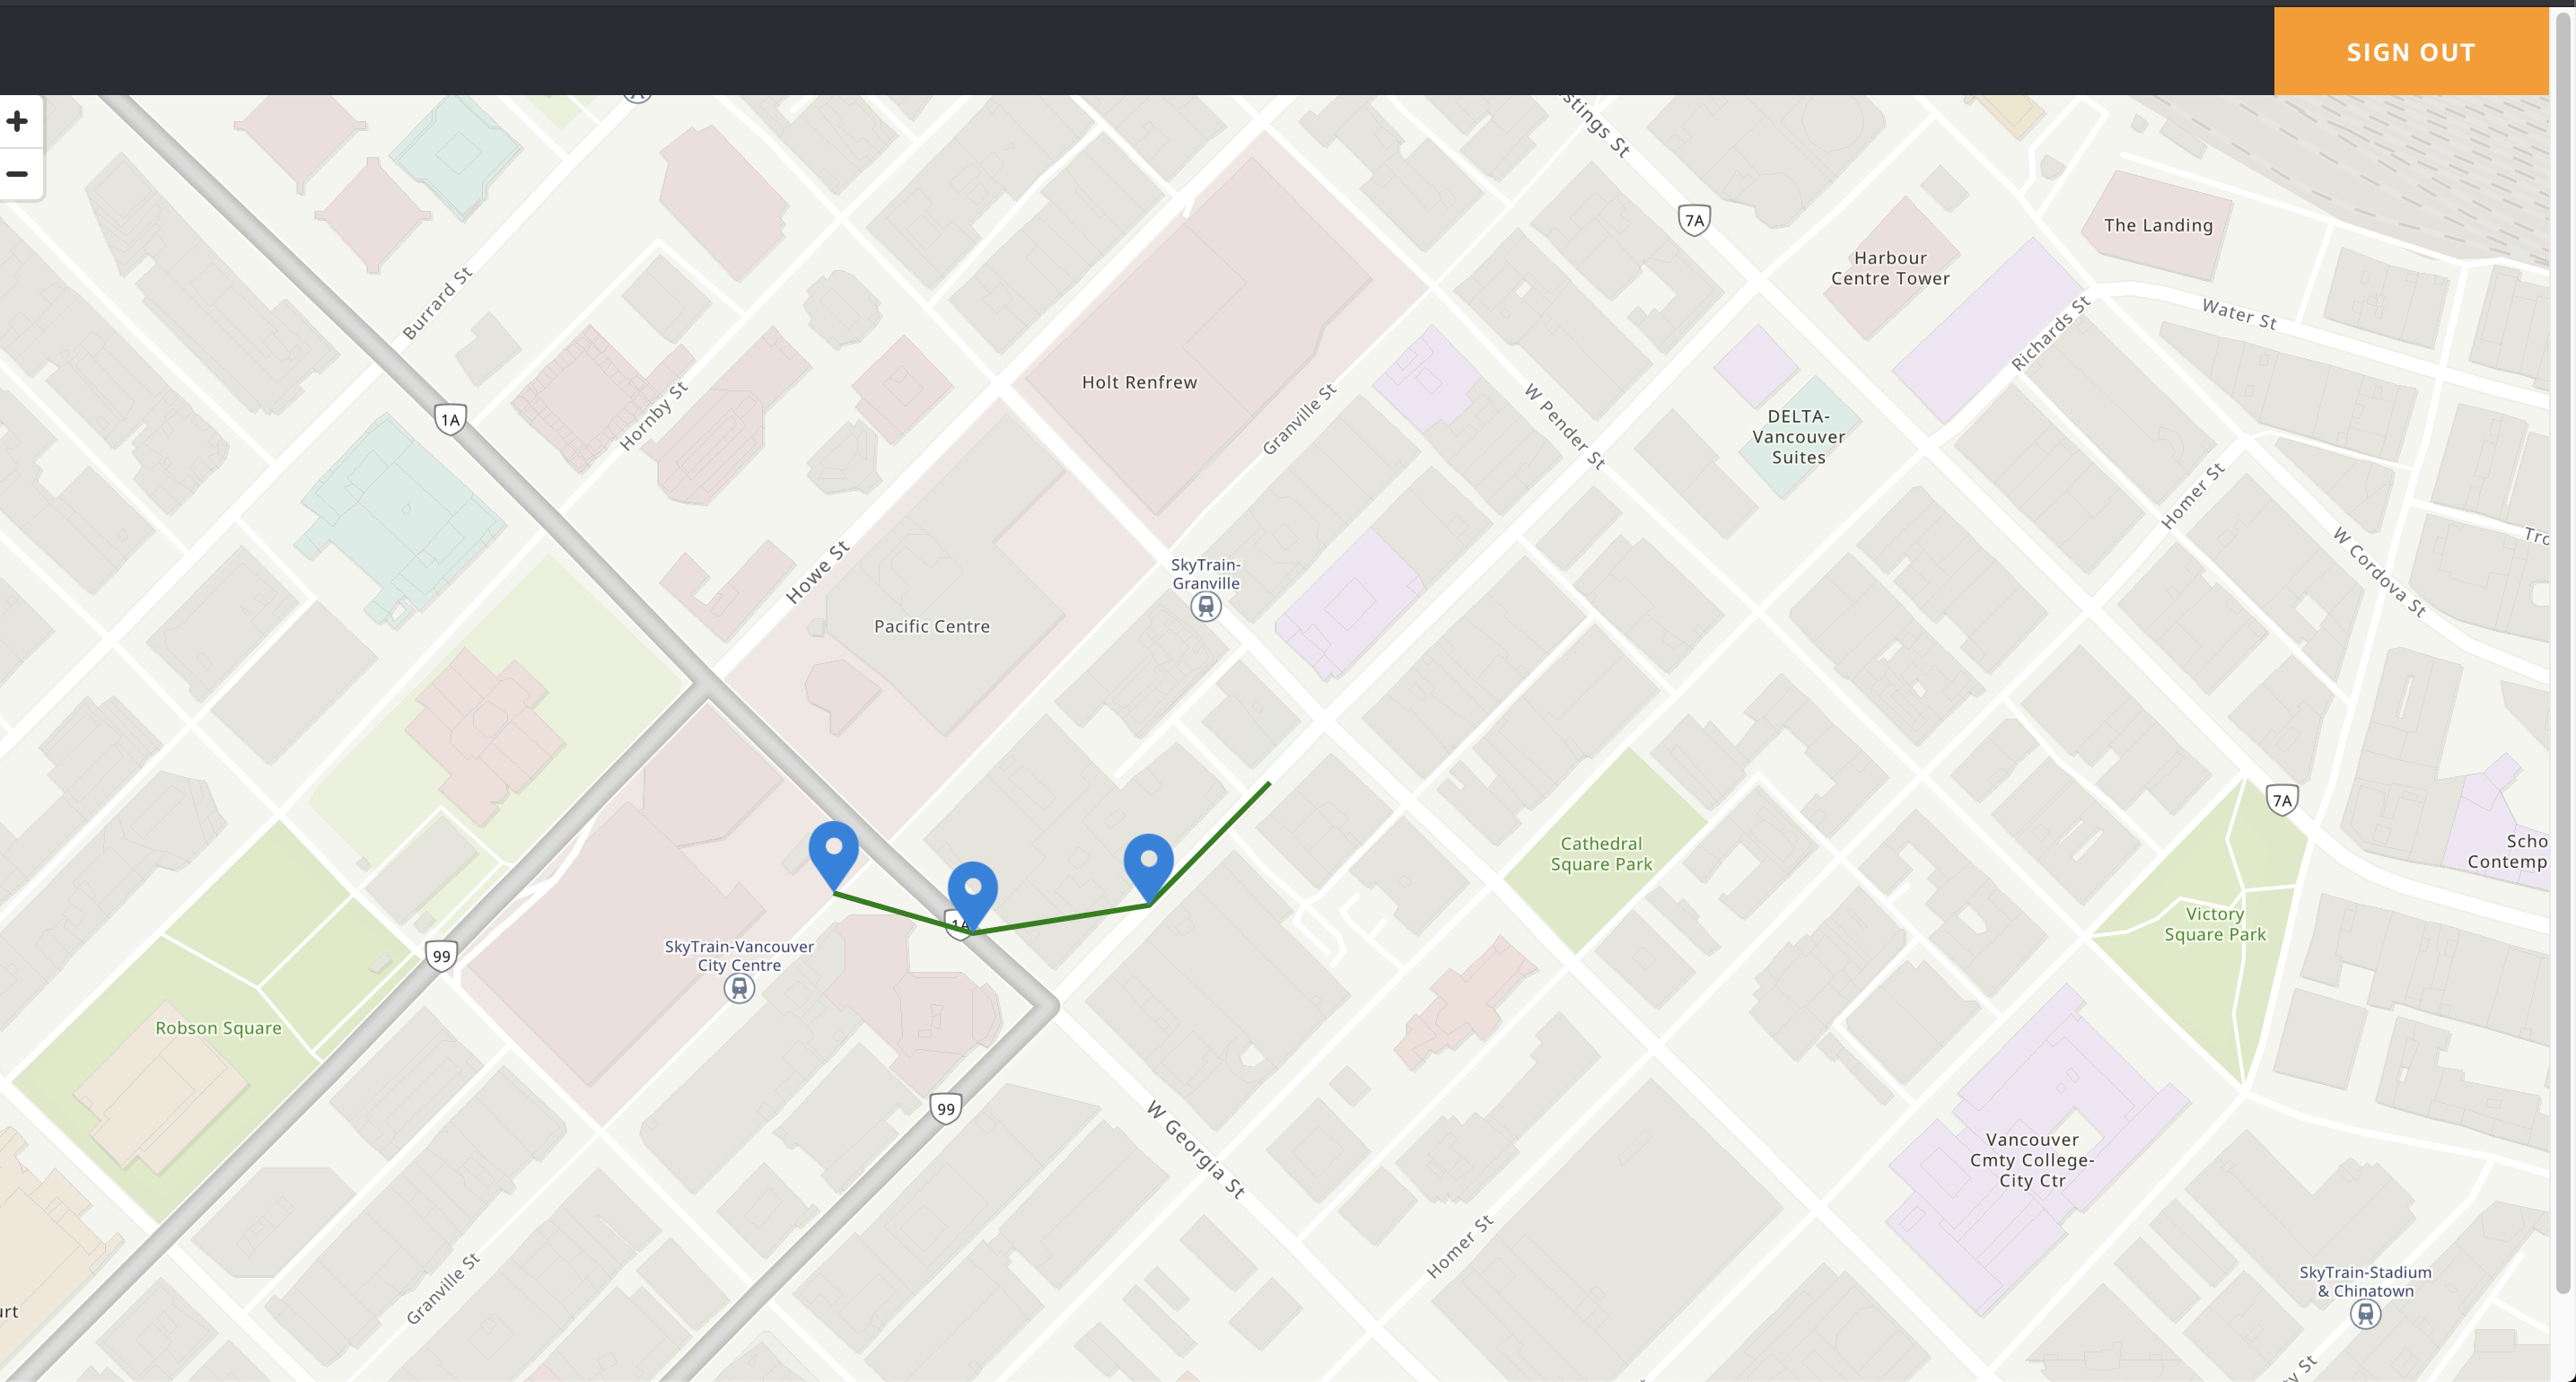 SIGN OUT
+
−
stings St
7A
The Landing
Harbour
Centre Tower
Water St
Richards St
Burrard St
1A
Holt Renfrew
Hornby St
Granville St
W Pender St
DELTA-
Vancouver
Suites
Homer St
W Cordova St
Tro
Howe St
SkyTrain-
Granville
Pacific Centre
7A
Cathedral
Square Park
Scho
Contemp
Victory
Square Park
1A
SkyTrain-Vancouver
City Centre
99
Robson Square
99
W Georgia St
Vancouver
Cmty College-
City Ctr
Homer St
Granville St
SkyTrain-Stadium
& Chinatown
urt
y St